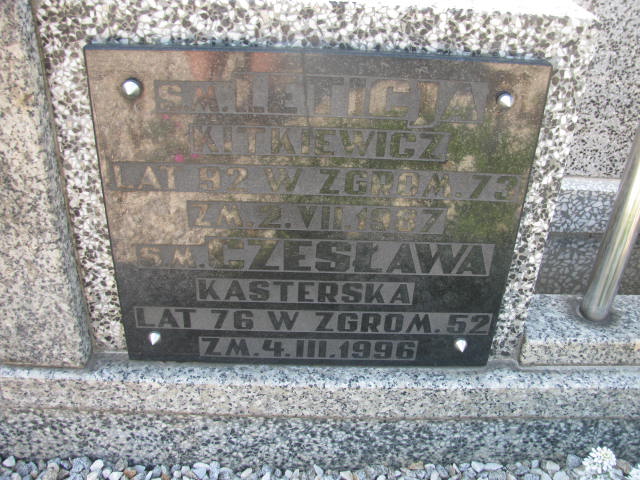 S.M. LETICJA
KITKIEWICZ
LAT 92 W ZGROM. 73
ZM. 2. VII. 1987
S.M. CZESŁAWA
KASTERSKA
LAT 76 W ZGROM. 52
ZM. 4. III. 1996